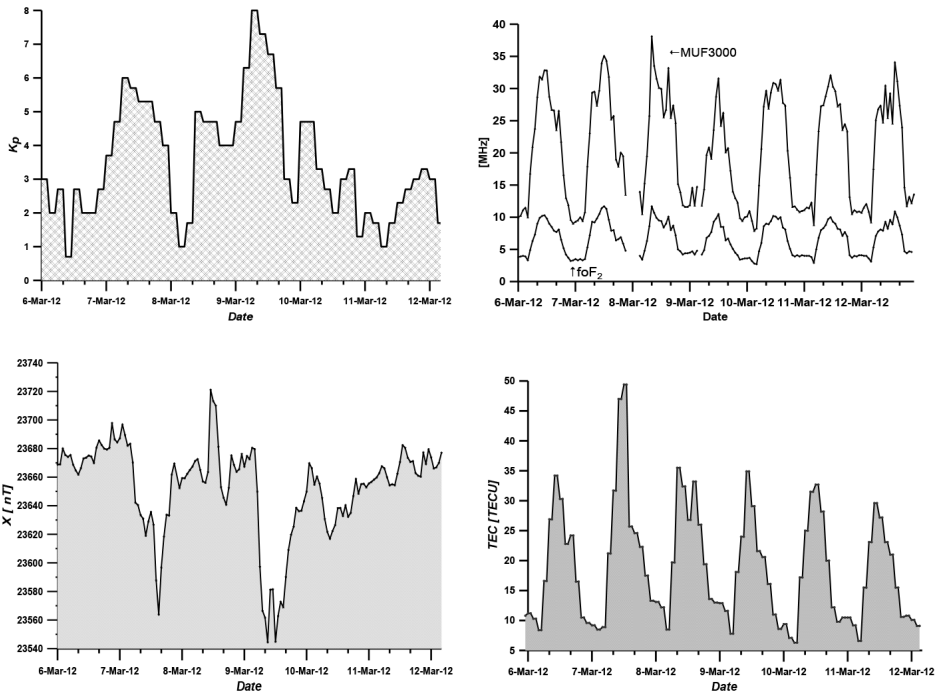 8
7
6
5
4
3
2
1
0
Kp
6-Mar-12 7-Mar-12 8-Mar-12 9-Mar-12 10-Mar-12 11-Mar-12 12-Mar-12
Date
40
35
30
25
20
15
10
5
0
[MHz]
←MUF3000
↑foF2
6-Mar-12 7-Mar-12 8-Mar-12 9-Mar-12 10-Mar-12 11-Mar-12 12-Mar-12
Date
23740
23720
23700
23680
23660
23640
23620
23600
23580
23560
23540
X [ nT]
6-Mar-12 7-Mar-12 8-Mar-12 9-Mar-12 10-Mar-12 11-Mar-12 12-Mar-12
Date
50
45
40
35
30
25
20
15
10
5
TEC [TECU]
6-Mar-12 7-Mar-12 8-Mar-12 9-Mar-12 10-Mar-12 11-Mar-12 12-Mar-12
Date